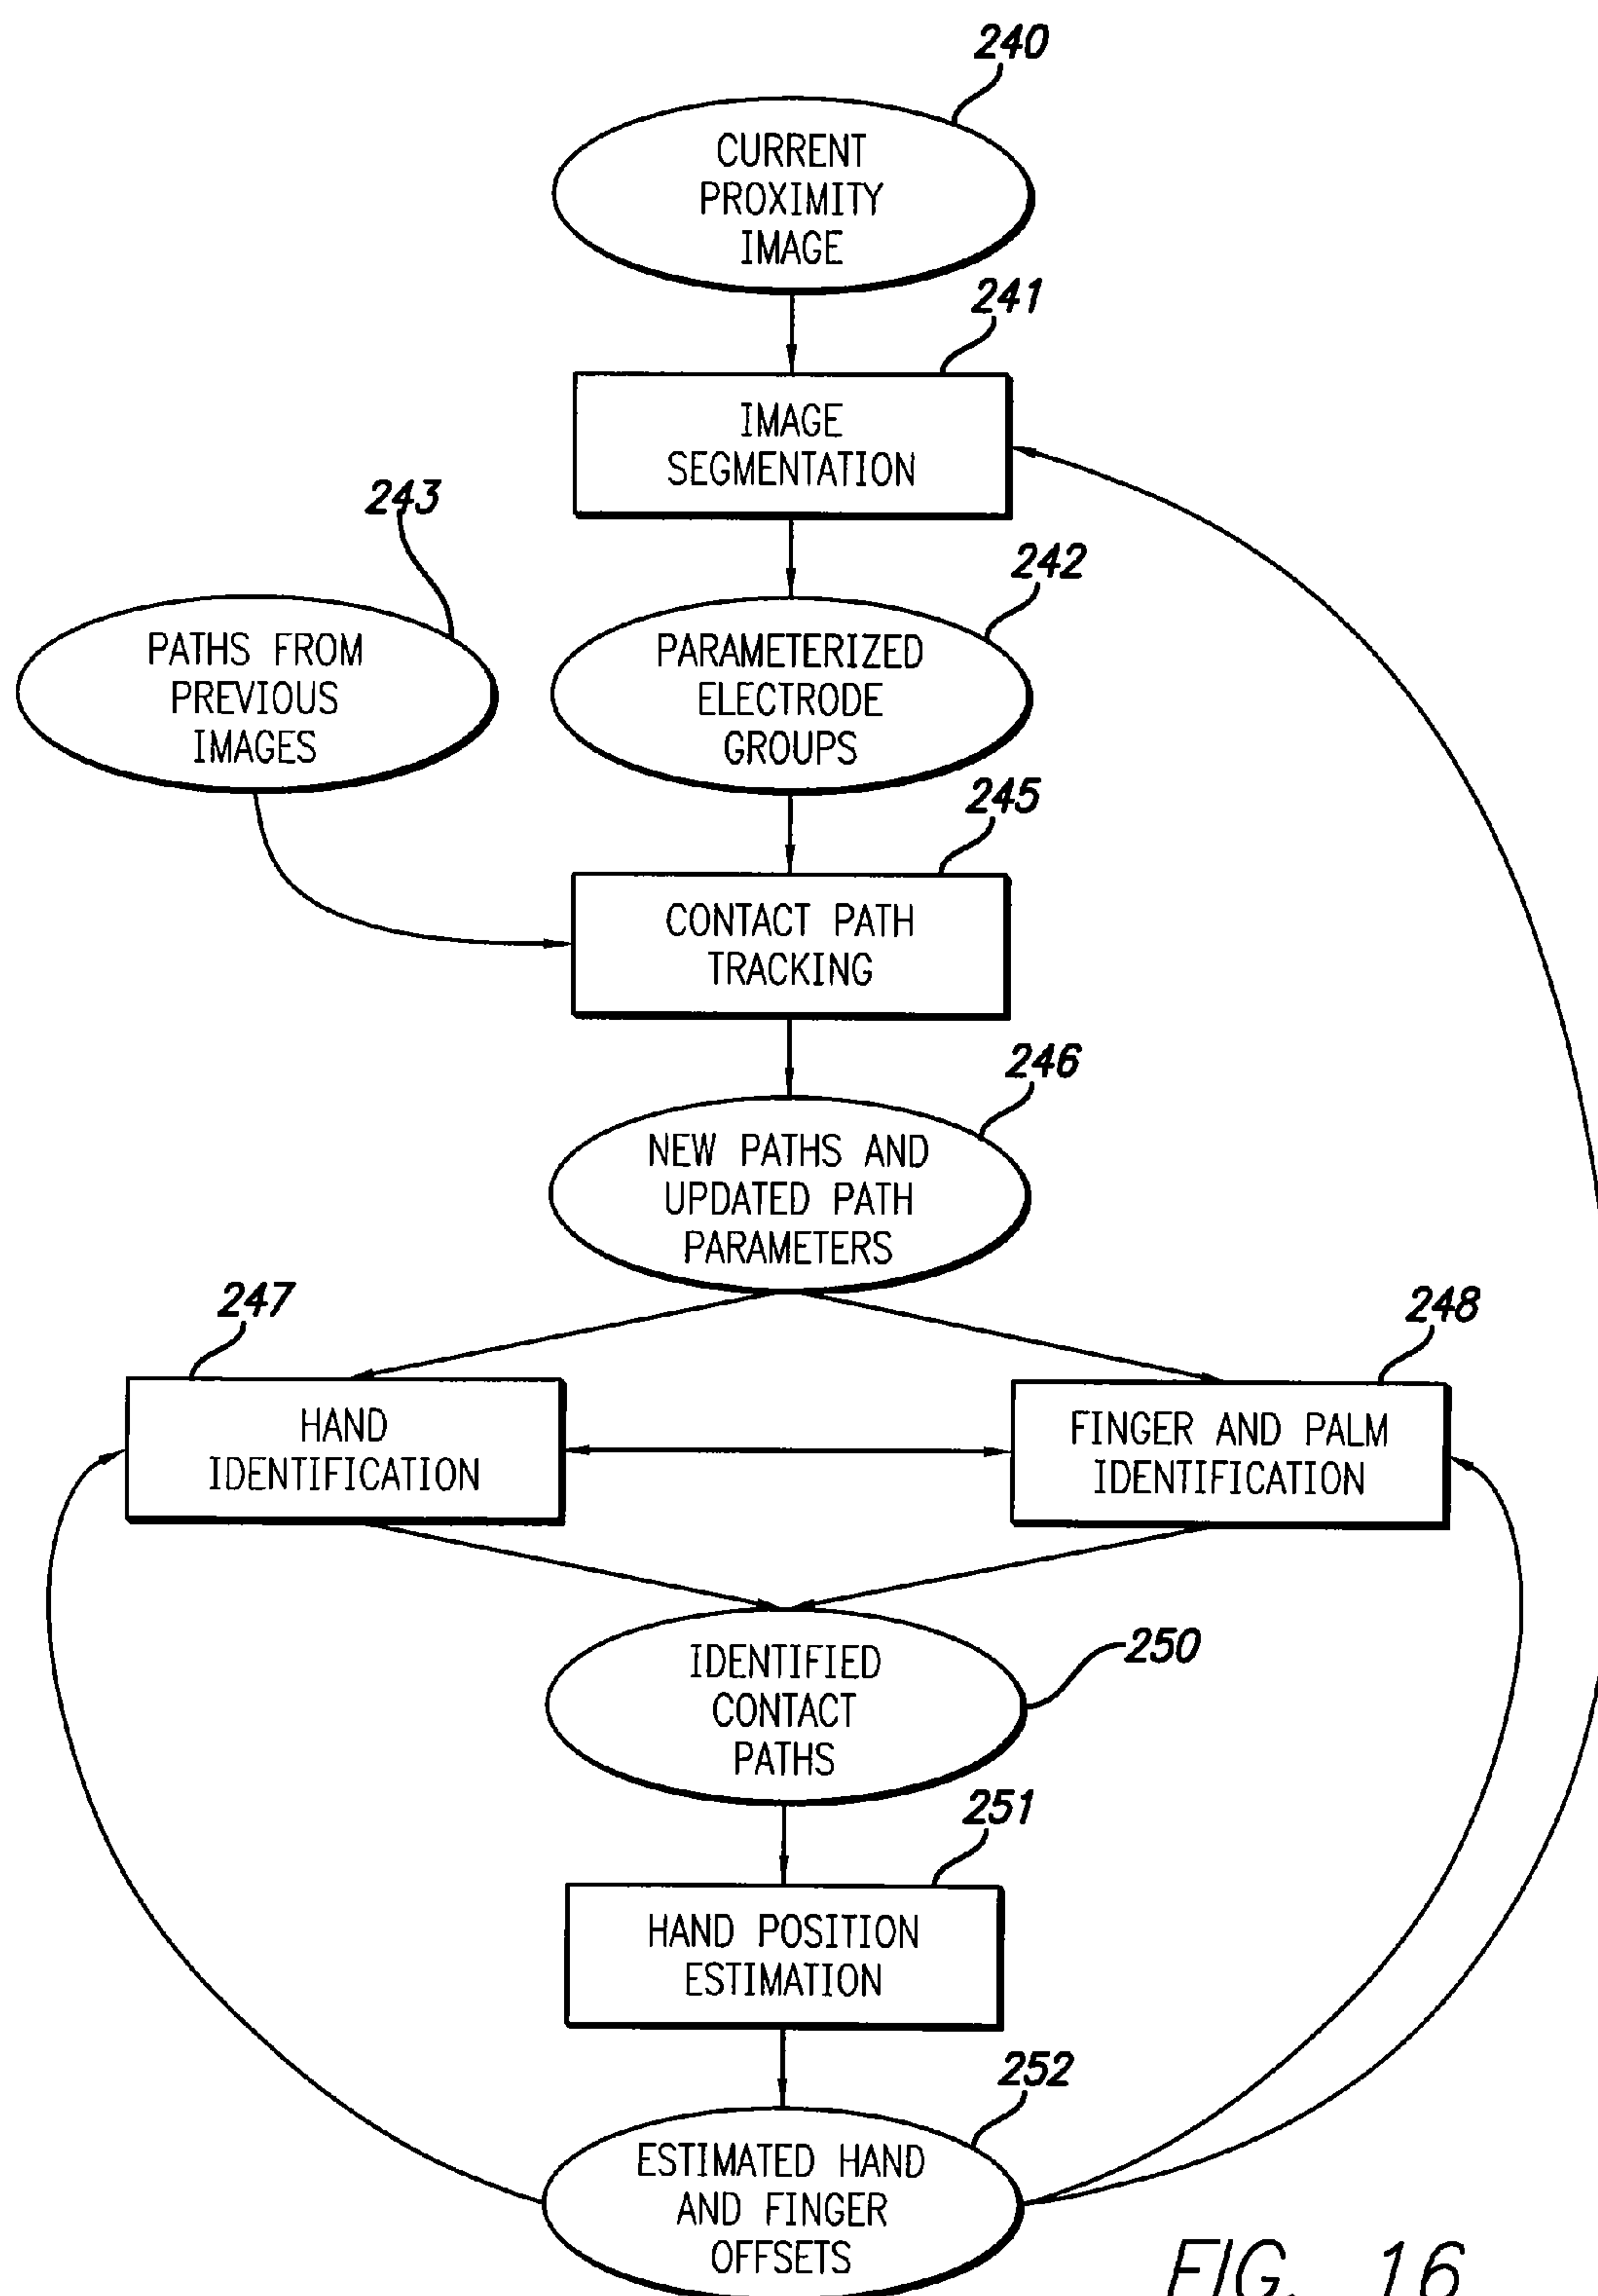 240
CURRENT
PROXIMITY
IMAGE
241
IMAGE
SEGMENTATION
243
242
PATHS FROM
PREVIOUS
IMAGES
PARAMETERIZED
ELECTRODE
GROUPS
245
CONTACT PATH
TRACKING
246
NEW PATHS AND
UPDATED PATH
PARAMETERS
247
248
HAND
IDENTIFICATION
FINGER AND PALM
IDENTIFICATION
250
IDENTIFIED
CONTACT
PATHS
251
HAND POSITION
ESTIMATION
252
ESTIMATED HAND
AND FINGER
OFFSETS
FIG. 16